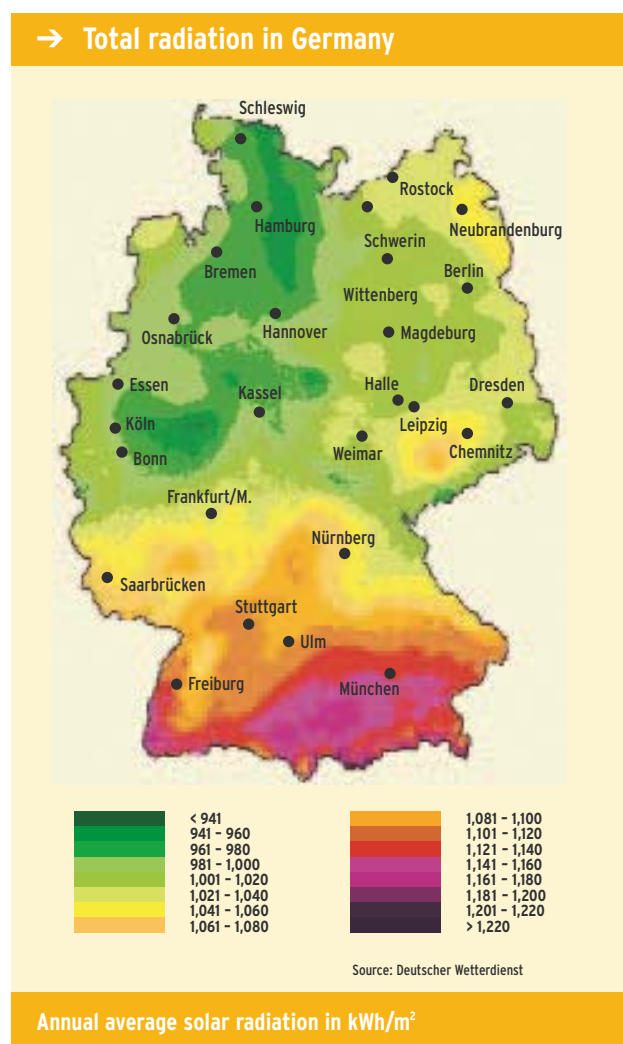 ➔ Total radiation in Germany
Schleswig
Rostock
Hamburg
Neubrandenburg
Schwerin
Bremen
Berlin
Wittenberg
Osnabrück
Hannover
Magdeburg
Essen
Kassel
Halle
Dresden
Köln
Leipzig
Bonn
Weimar
Chemnitz
Frankfurt/M.
Nürnberg
Saarbrücken
Stuttgart
Ulm
Freiburg
München
< 941
941 – 960
961 – 980
981 – 1,000
1,001 – 1,020
1,021 – 1,040
1,041 – 1,060
1,061 – 1,080
1,081 – 1,100
1,101 – 1,120
1,121 – 1,140
1,141 – 1,160
1,161 – 1,180
1,181 – 1,200
1,201 – 1,220
> 1,220
Source: Deutscher Wetterdienst
Annual average solar radiation in kWh/m²